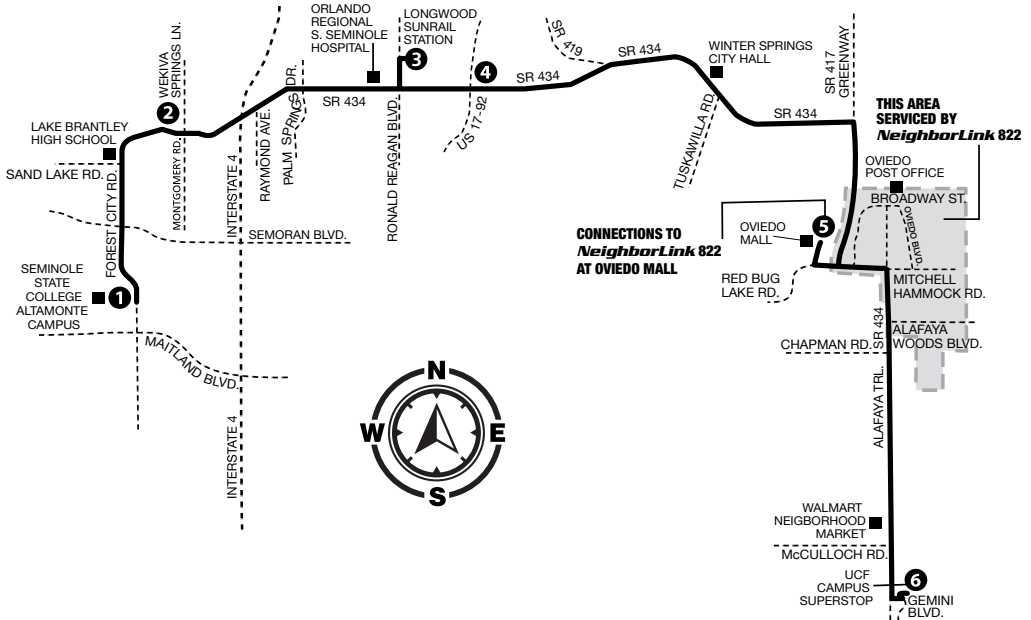 ORLANDO
REGIONAL
S. SEMINOLE
HOSPITAL
LONGWOOD
SUNRAIL
STATION
3
4
SR 419
SR 434
SR 434
SR 434
WINTER SPRINGS
CITY HALL
SR 417
GREENWAY
WEKIVA
SPRINGS LN.
2
LAKE BRANTLEY
HIGH SCHOOL
SAND LAKE RD.
FOREST CITY RD.
MONTGOMERY RD.
INTERSTATE 4
RAYMOND AVE.
PALM SPRINGS DR.
RONALD REAGAN BLVD.
US 17-92
TUSKAWILLA RD.
SR 434
THIS AREA
SERVICED BY
NeighborLink 822
OVIEDO
POST OFFICE
BROADWAY ST.
OVIEDO BLVD.
SEMORAN BLVD.
CONNECTIONS TO
NeighborLink 822
AT OVIEDO MALL
OVIEDO
MALL
5
RED BUG
LAKE RD.
MITCHELL
HAMMOCK RD.
SEMINOLE
STATE
COLLEGE
ALTAMONTE
CAMPUS
1
MAITLAND BLVD.
INTERSTATE 4
SR 434
ALAFAYA
WOODS BLVD.
CHAPMAN RD.
ALAFAYA TRL.
N
W
E
S
WALMART
NEIGBORHOOD
MARKET
McCULLOCH RD.
UCF
CAMPUS
SUPERSTOP
6
GEMINI
BLVD.